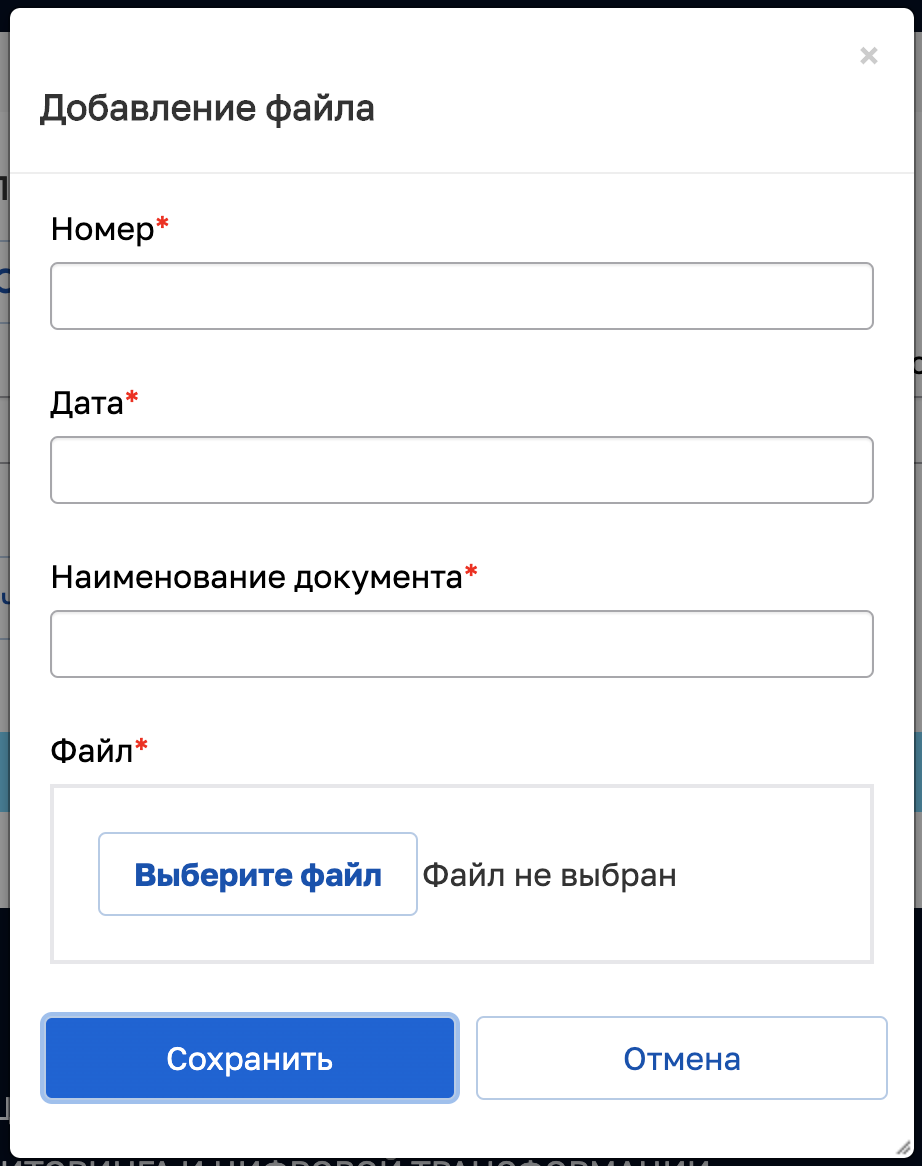 ×
Добавление файла
Номер*
Дата*
Наименование документа*
Файл*
Выберите файл Файл не выбран
Сохранить Отмена